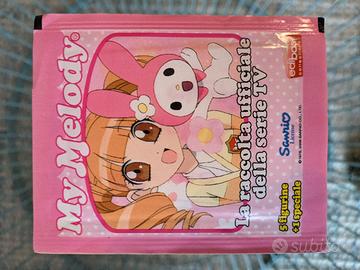 My Melody®
La raccolta ufficiale
della serie TV
Sanrio
5 figurine
+1 speciale
subito